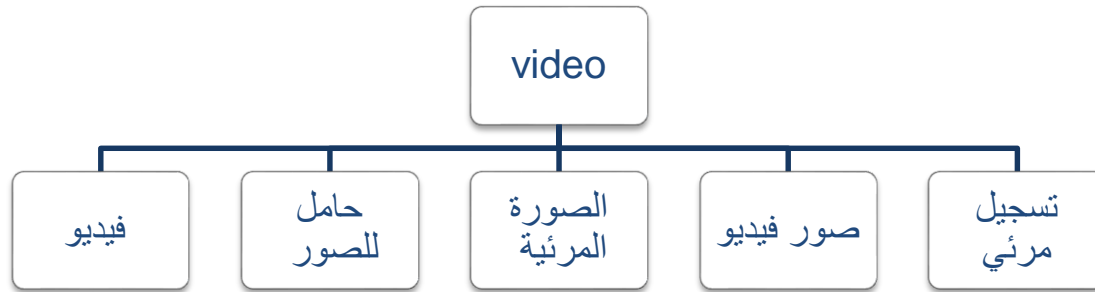 video
تسجيل
مرئي
صور فيديو
الصورة
المرئية
حامل
للصور
فيديو